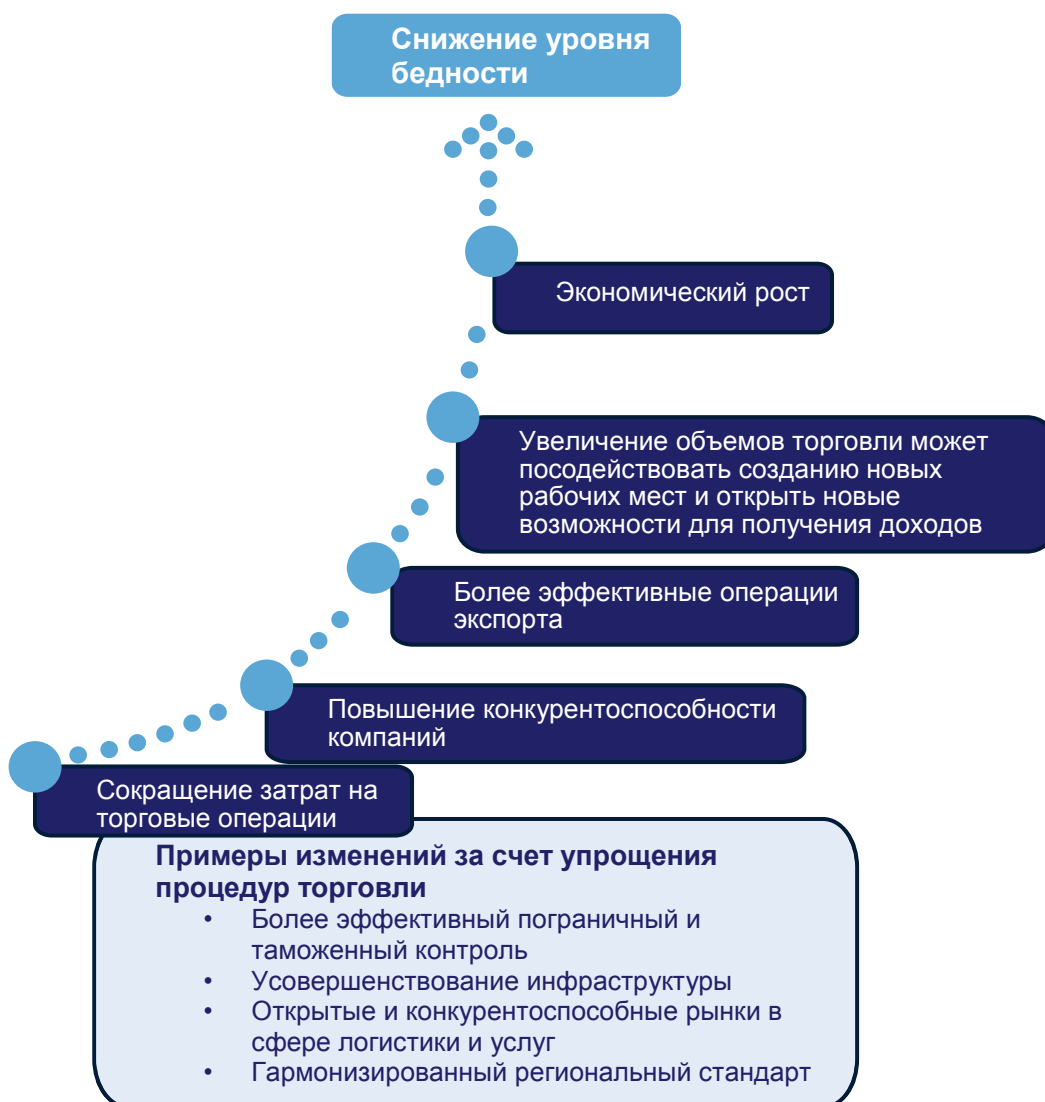 Снижение уровня
бедности
Экономический рост
Увеличение объемов торговли может
посодействовать созданию новых
рабочих мест и открыть новые
возможности для получения доходов
Более эффективные операции
экспорта
Повышение конкурентоспособности
компаний
Сокращение затрат на
торговые операции
Примеры изменений за счет упрощения
процедур торговли
• Более эффективный пограничный и
таможенный контроль
• Усовершенствование инфраструктуры
• Открытые и конкурентоспособные рынки в
сфере логистики и услуг
• Гармонизированный региональный стандарт